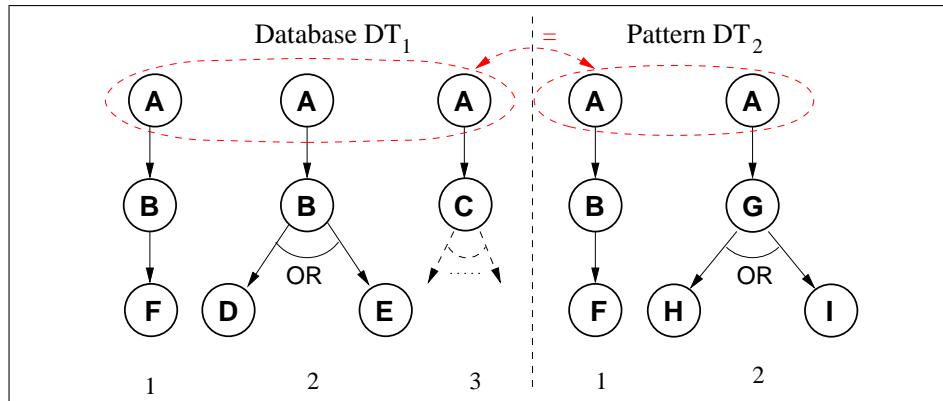 Database DT1 = Pattern DT2
A A A A A
B B C B G
OR ..... OR
F D E F H I
1 2 3 1 2